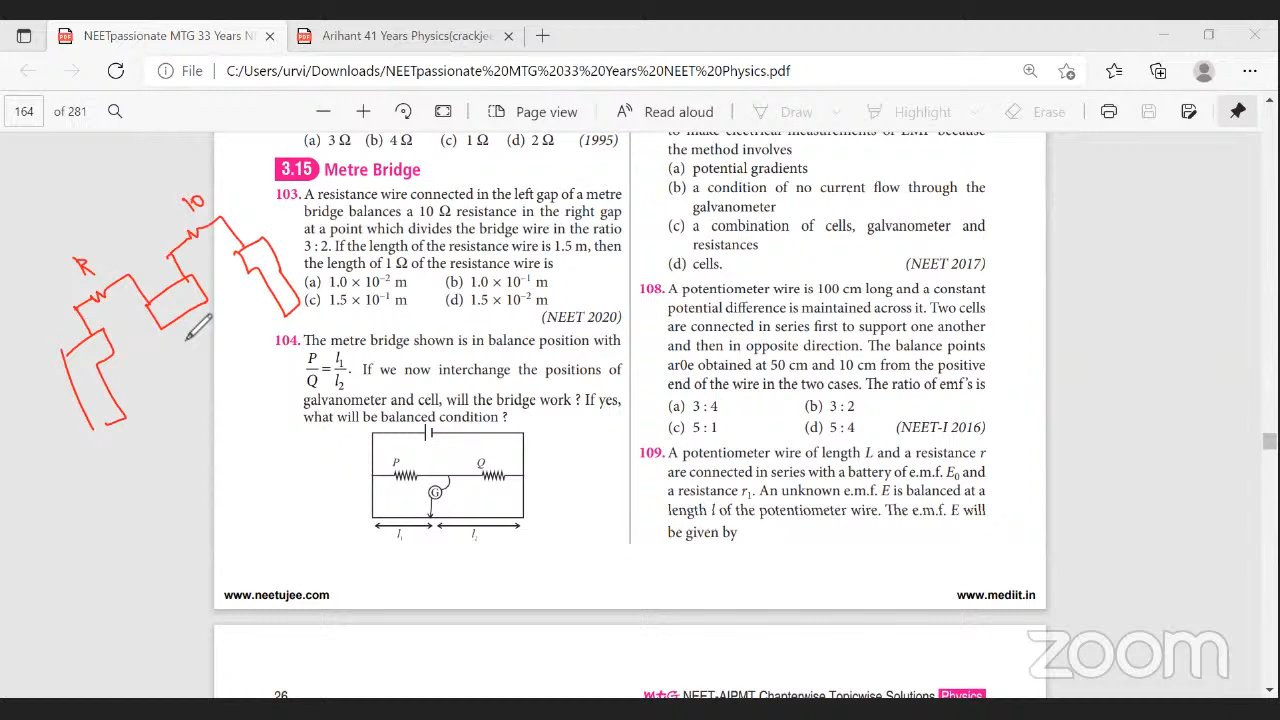 NEETpassionate MTG 33 Years NE
Arihant 41 Years Physics(crackjee
File
C:/Users/urvi/Downloads/NEETpassionate%20MTG%2033%20Years%20NEET%20Physics.pdf
164 of 281
Page view
Read aloud
Draw
Highlight
Erase
(a) 3 Ω (b) 4 Ω (c) 1 Ω (d) 2 Ω (1995)
3.15 Metre Bridge
103. A resistance wire connected in the left gap of a metre
bridge balances a 10 Ω resistance in the right gap
at a point which divides the bridge wire in the ratio
3 : 2. If the length of the resistance wire is 1.5 m, then
the length of 1 Ω of the resistance wire is
(a) 1.0 × 10⁻² m (b) 1.0 × 10⁻¹ m
(c) 1.5 × 10⁻¹ m (d) 1.5 × 10⁻² m
(NEET 2020)
104. The metre bridge shown is in balance position with
P/Q = l₁/l₂. If we now interchange the positions of
galvanometer and cell, will the bridge work ? If yes,
what will be balanced condition ?
P Q
G
l₁ l₂
R
10
to make electrical measurements of EMF because
the method involves
(a) potential gradients
(b) a condition of no current flow through the
galvanometer
(c) a combination of cells, galvanometer and
resistances
(d) cells. (NEET 2017)
108. A potentiometer wire is 100 cm long and a constant
potential difference is maintained across it. Two cells
are connected in series first to support one another
and then in opposite direction. The balance points
ar0e obtained at 50 cm and 10 cm from the positive
end of the wire in the two cases. The ratio of emf's is
(a) 3 : 4 (b) 3 : 2
(c) 5 : 1 (d) 5 : 4 (NEET-I 2016)
109. A potentiometer wire of length L and a resistance r
are connected in series with a battery of e.m.f. E₀ and
a resistance r₁. An unknown e.m.f. E is balanced at a
length l of the potentiometer wire. The e.m.f. E will
be given by
www.neetujee.com
www.mediit.in
26
mtG NEET-AIPMT Chapterwise Topicwise Solutions Physics
zoom